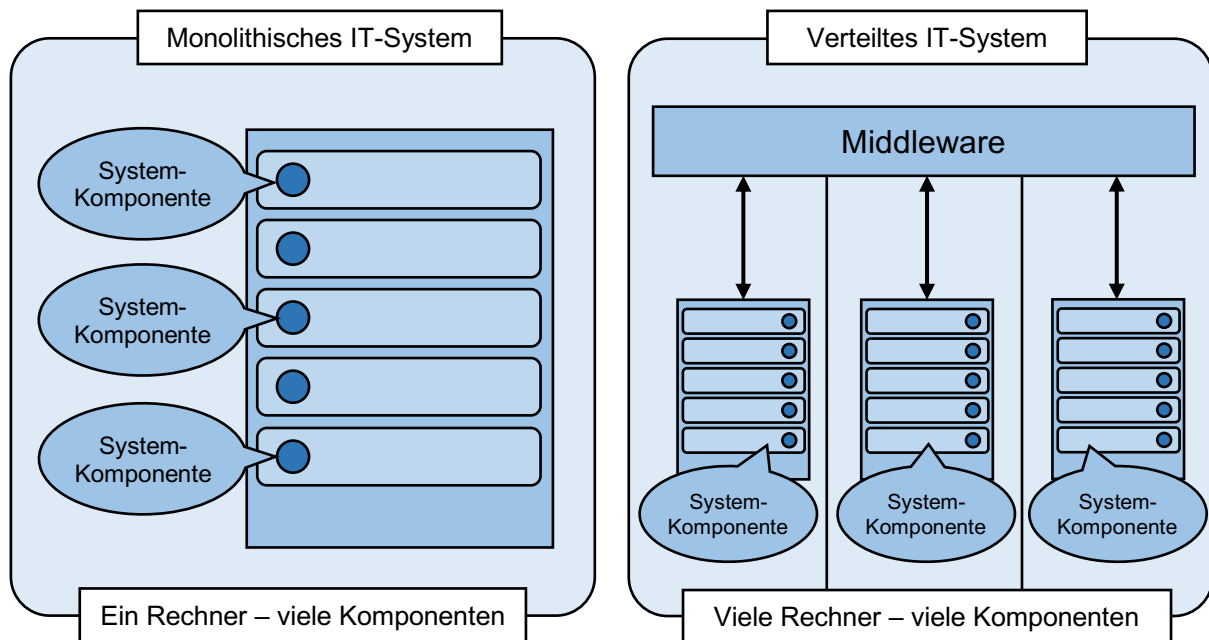 Monolithisches IT-System
System-
Komponente
System-
Komponente
System-
Komponente
Ein Rechner – viele Komponenten
Verteiltes IT-System
Middleware
System-
Komponente
System-
Komponente
System-
Komponente
Viele Rechner – viele Komponenten